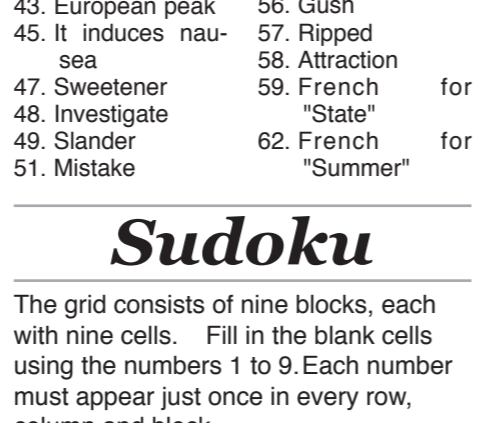 43. European peak
45. It induces nau-
sea
47. Sweetener
48. Investigate
49. Slander
51. Mistake
56. Gush
57. Ripped
58. Attraction
59. French for
"State"
62. French for
"Summer"
Sudoku
The grid consists of nine blocks, each
with nine cells. Fill in the blank cells
using the numbers 1 to 9. Each number
must appear just once in every row,
column and block.